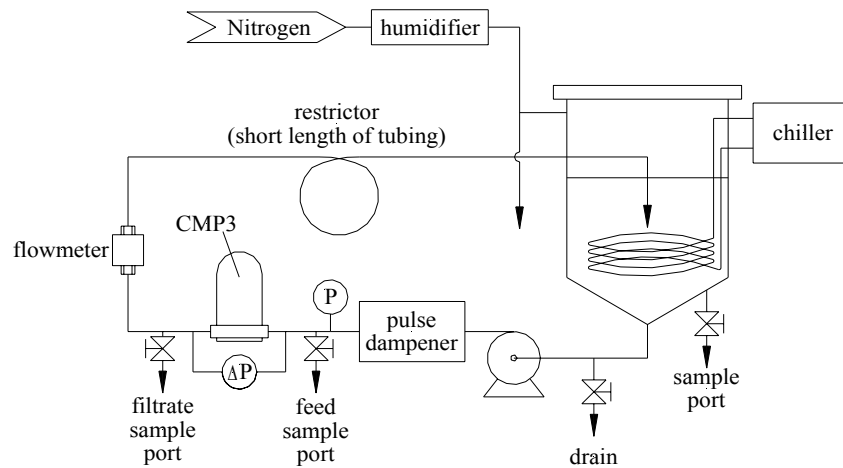 Nitrogen
humidifier
restrictor
(short length of tubing)
chiller
CMP3
flowmeter
P
pulse
dampener
ΔP
filtrate
sample
port
feed
sample
port
drain
sample
port